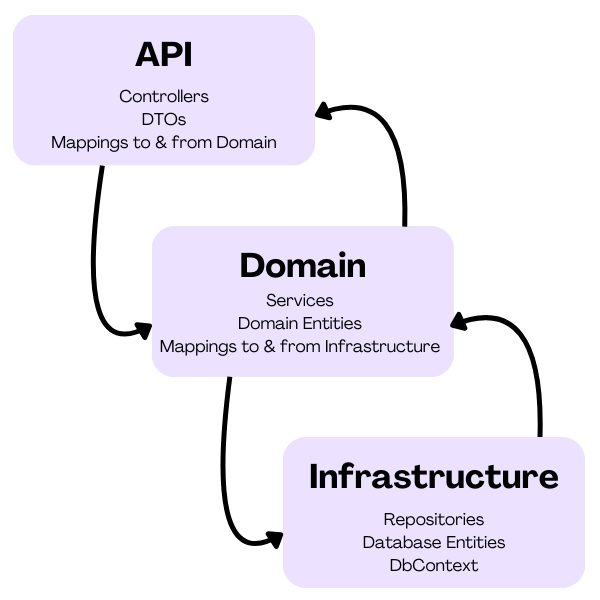 API
Controllers
DTOs
Mappings to & from Domain
Domain
Services
Domain Entities
Mappings to & from Infrastructure
Infrastructure
Repositories
Database Entities
DbContext